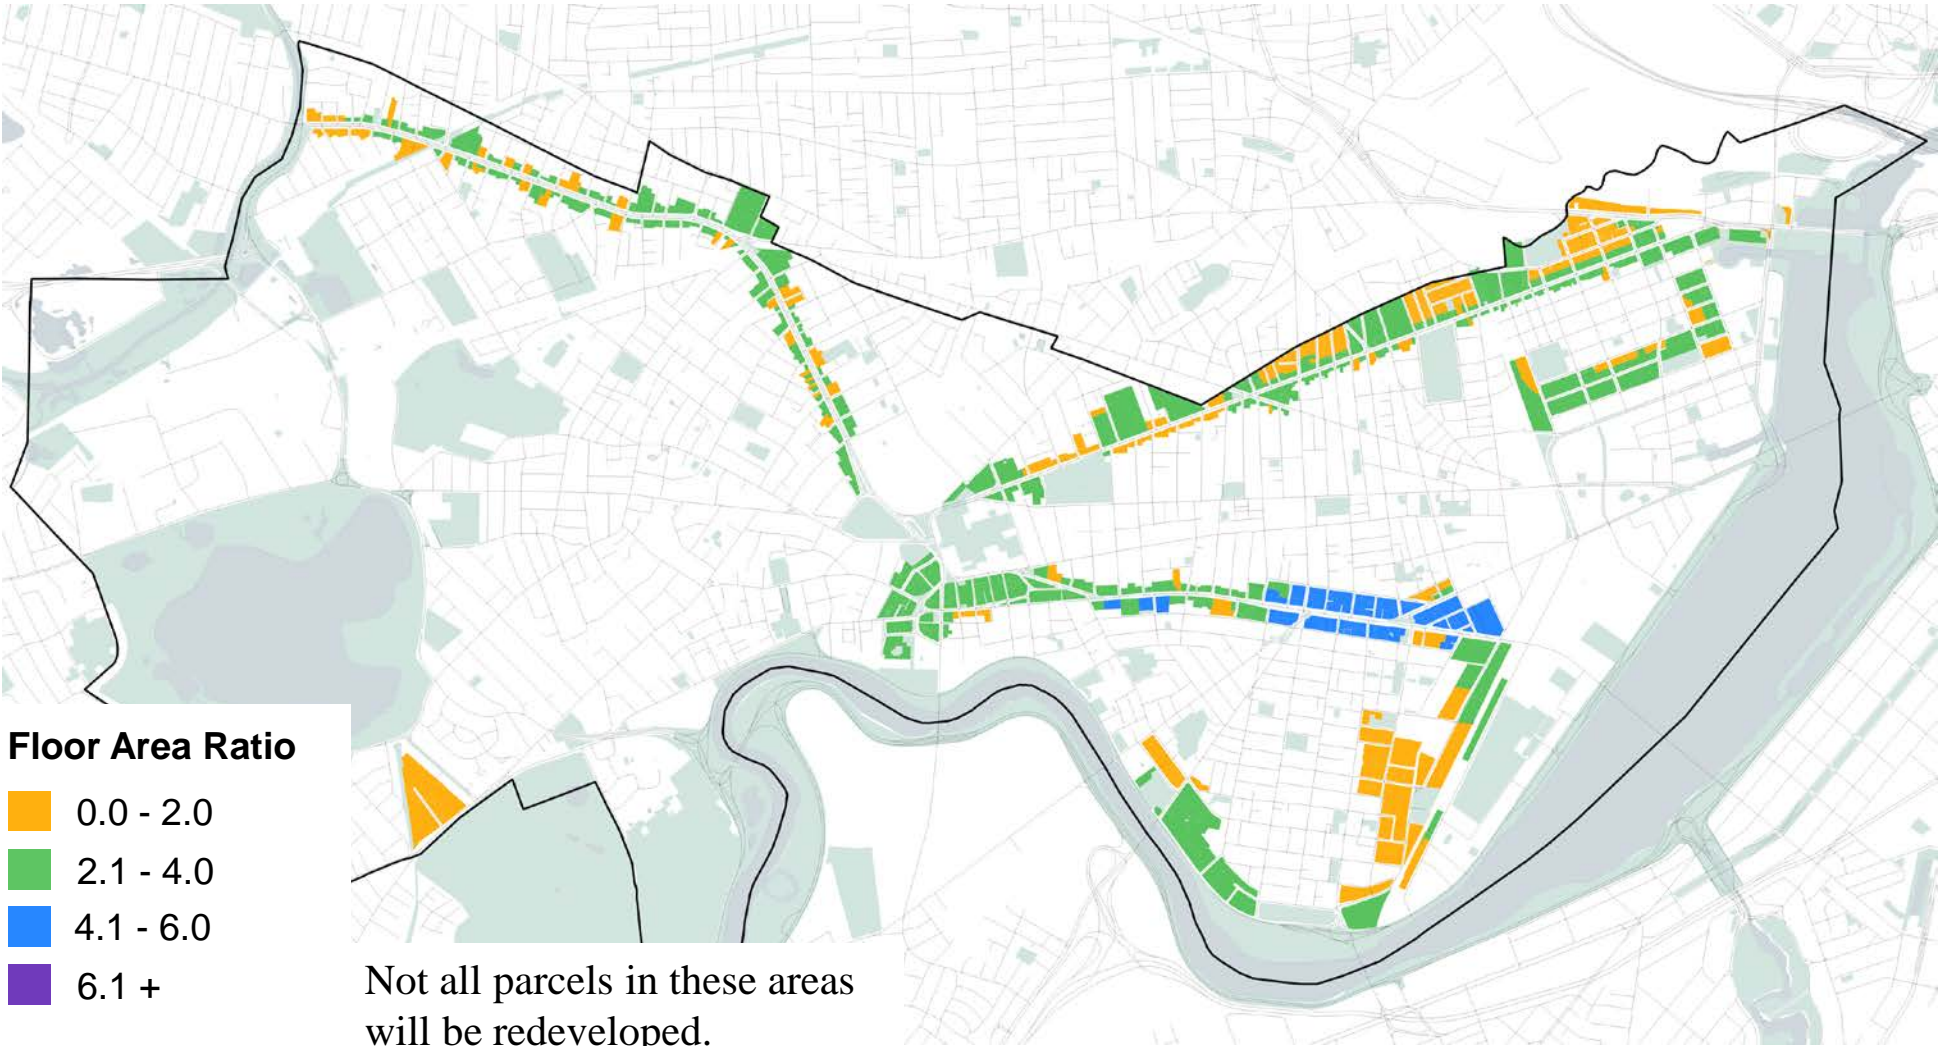 Floor Area Ratio
0.0 - 2.0
2.1 - 4.0
4.1 - 6.0
6.1 +
Not all parcels in these areas
will be redeveloped.